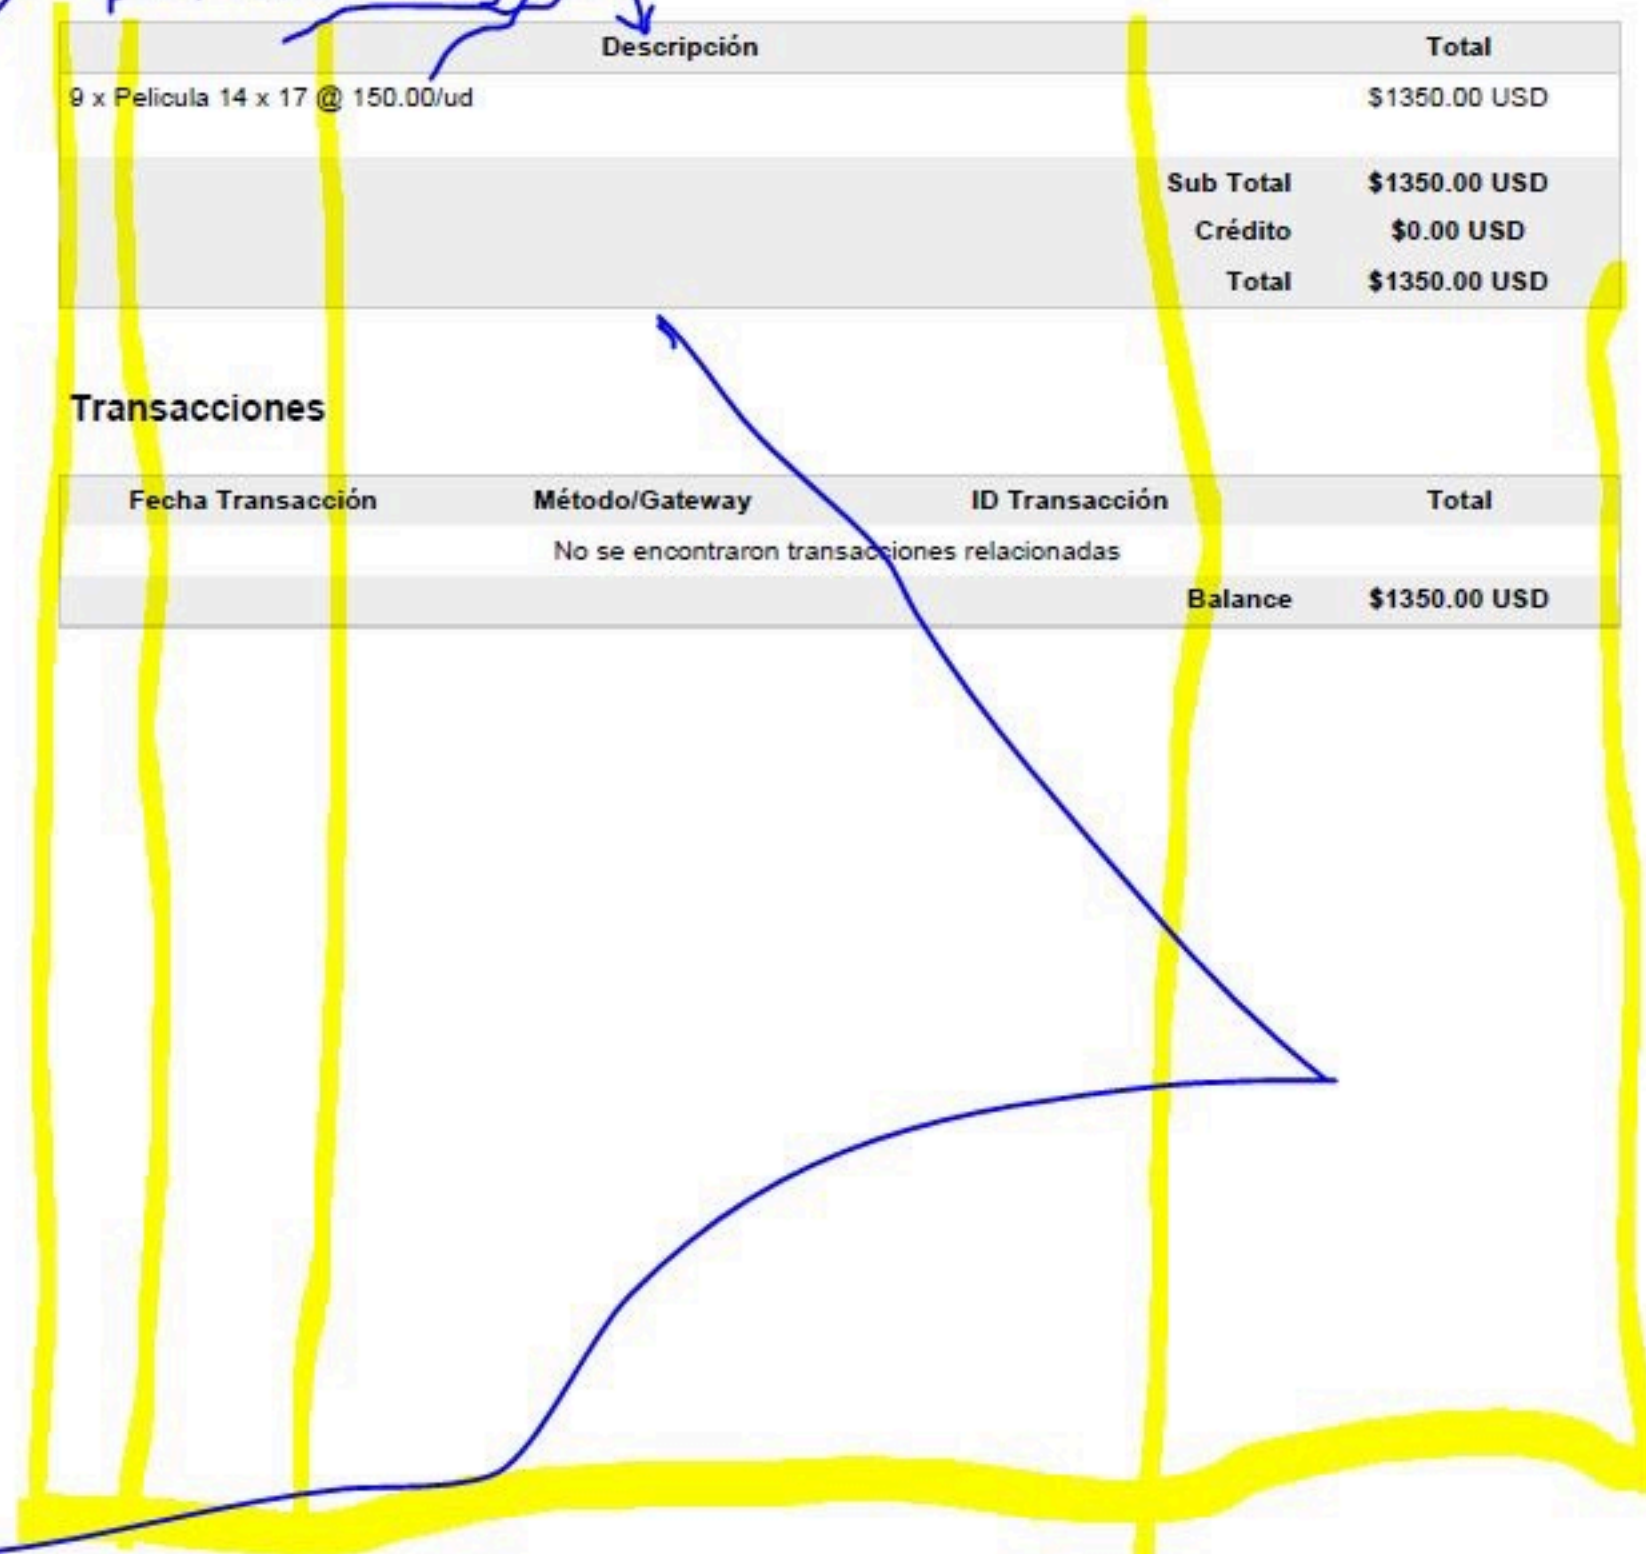 Descripción Total
9 x Pelicula 14 x 17 @ 150.00/ud $1350.00 USD
Sub Total $1350.00 USD
Crédito $0.00 USD
Total $1350.00 USD
Transacciones
Fecha Transacción Método/Gateway ID Transacción Total
No se encontraron transacciones relacionadas
Balance $1350.00 USD